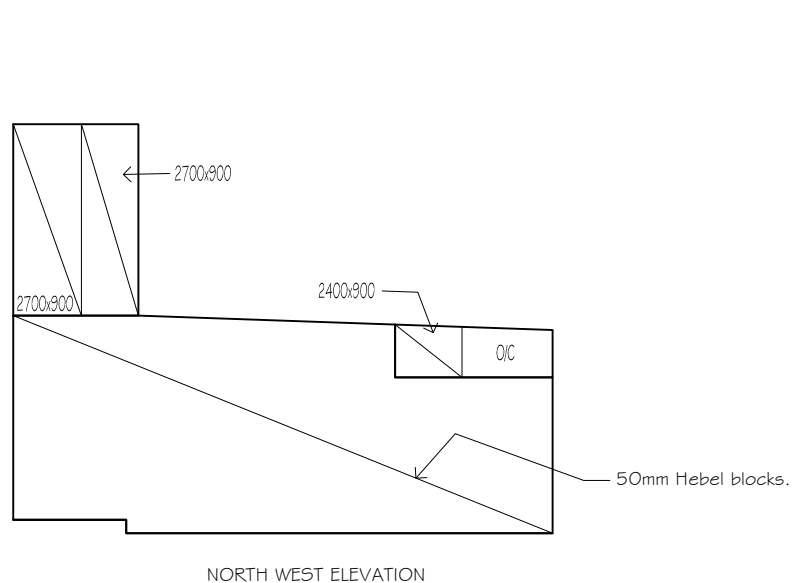 2700x900
2400x900
2700x900
O/C
50mm Hebel blocks.
NORTH WEST ELEVATION